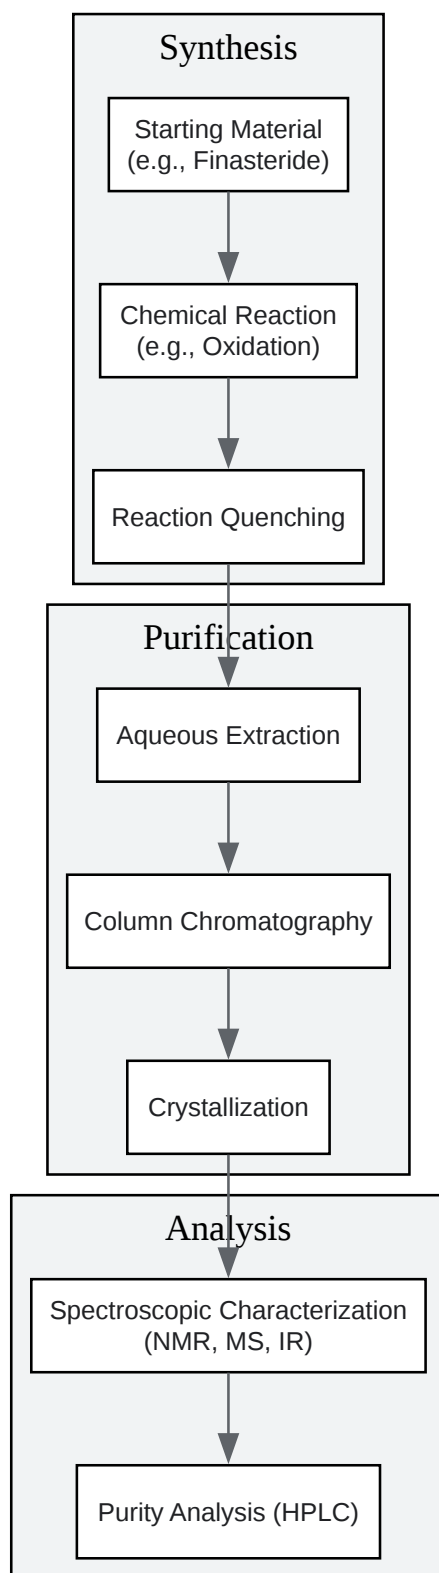 Synthesis
Starting Material
(e.g., Finasteride)
Chemical Reaction
(e.g., Oxidation)
Reaction Quenching
Purification
Aqueous Extraction
Column Chromatography
Crystallization
Analysis
Spectroscopic Characterization
(NMR, MS, IR)
Purity Analysis (HPLC)